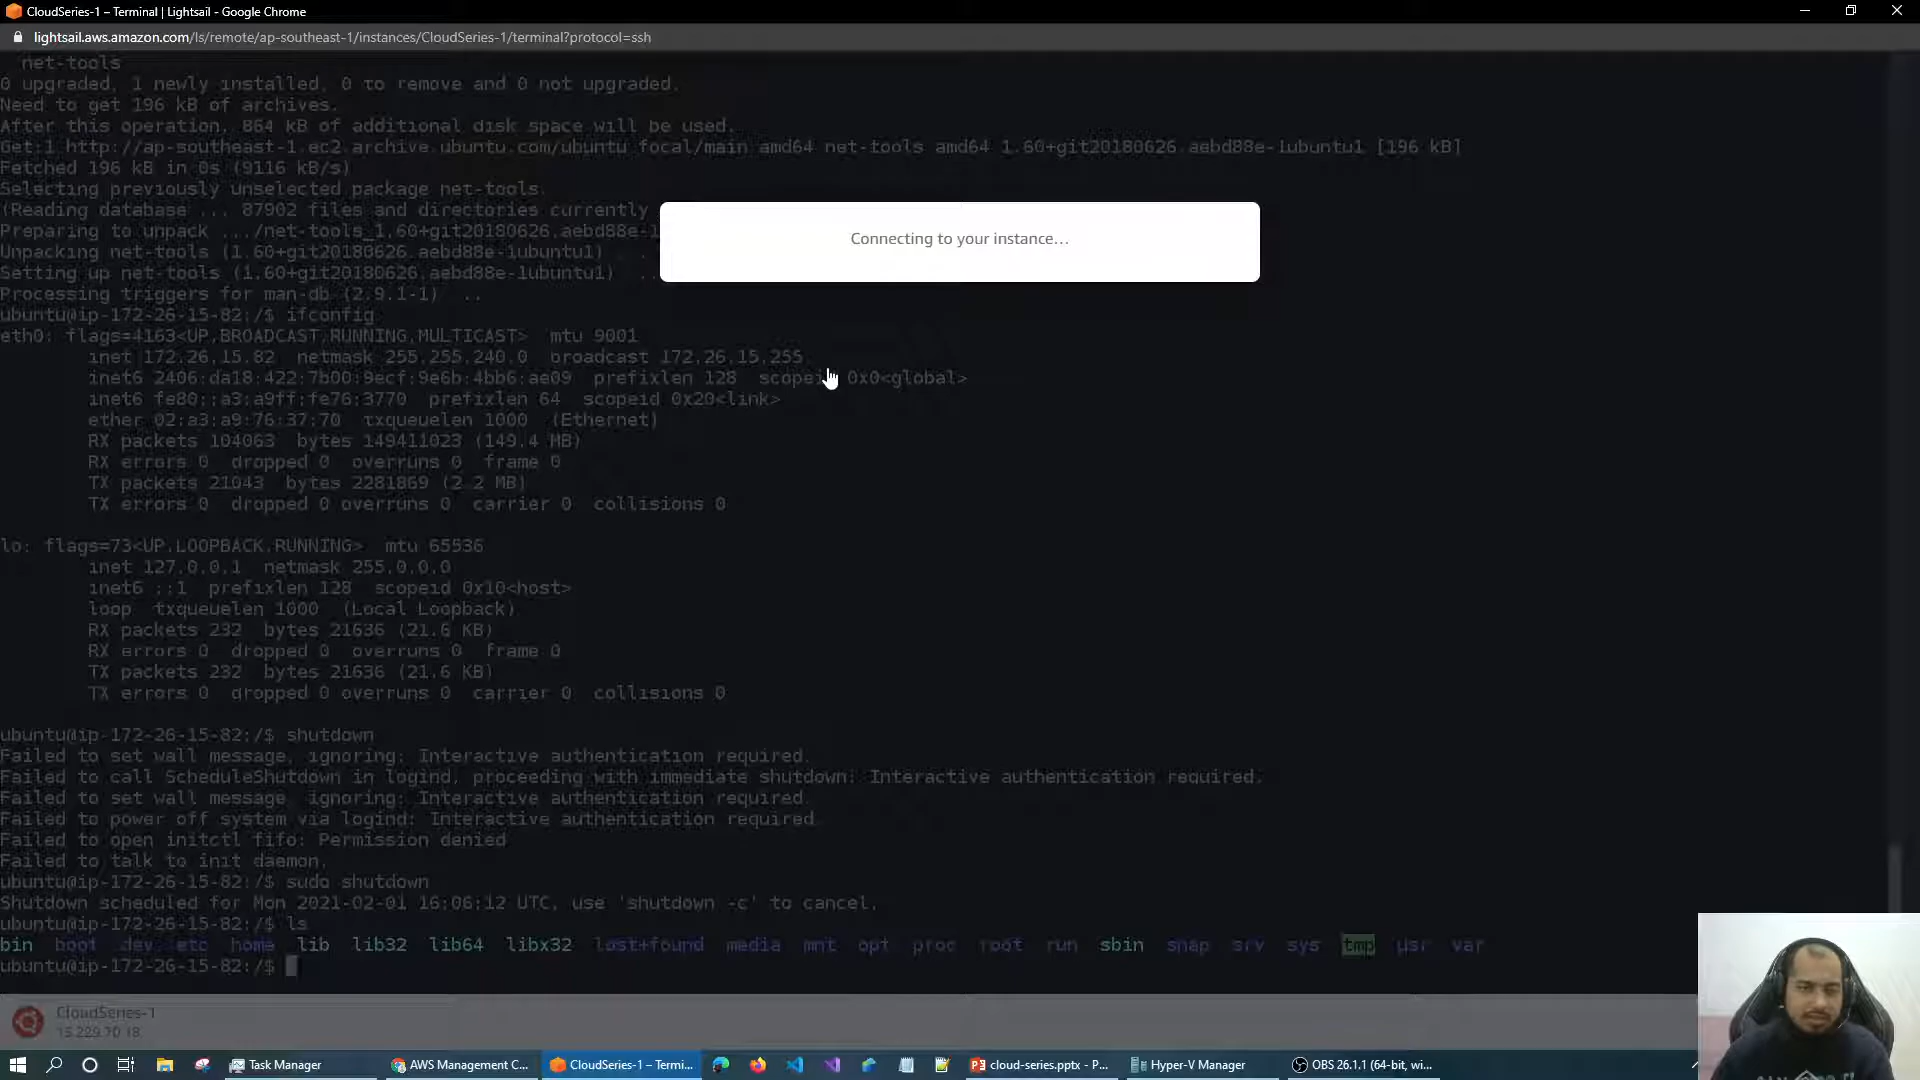 CloudSeries-1 – Terminal | Lightsail - Google Chrome
lightsail.aws.amazon.com/ls/remote/ap-southeast-1/instances/CloudSeries-1/terminal?protocol=ssh
net-tools
0 upgraded, 1 newly installed, 0 to remove and 0 not upgraded.
Need to get 196 kB of archives.
After this operation, 864 kB of additional disk space will be used.
Get:1 http://ap-southeast-1.ec2.archive.ubuntu.com/ubuntu focal/main amd64 net-tools amd64 1.60+git20180626.aebd88e-1ubuntu1 [196 kB]
Fetched 196 kB in 0s (9116 kB/s)
Selecting previously unselected package net-tools.
(Reading database ... 87902 files and directories currently
Preparing to unpack .../net-tools_1.60+git20180626.aebd88e-1
Unpacking net-tools (1.60+git20180626.aebd88e-1ubuntu1) ..
Setting up net-tools (1.60+git20180626.aebd88e-1ubuntu1) ..
Processing triggers for man-db (2.9.1-1) ..
Connecting to your instance…
ubuntu@ip-172-26-15-82:/$ ifconfig
eth0: flags=4163<UP,BROADCAST,RUNNING,MULTICAST> mtu 9001
inet 172.26.15.82 netmask 255.255.240.0 broadcast 172.26.15.255
inet6 2406:da18:422:7b00:9ecf:9e6b:4bb6:ae09 prefixlen 128 scopeid 0x0<global>
inet6 fe80::a3:a9ff:fe76:3770 prefixlen 64 scopeid 0x20<link>
ether 02:a3:a9:76:37:70 txqueuelen 1000 (Ethernet)
RX packets 104063 bytes 149411023 (149.4 MB)
RX errors 0 dropped 0 overruns 0 frame 0
TX packets 21043 bytes 2281869 (2.2 MB)
TX errors 0 dropped 0 overruns 0 carrier 0 collisions 0
lo: flags=73<UP,LOOPBACK,RUNNING> mtu 65536
inet 127.0.0.1 netmask 255.0.0.0
inet6 ::1 prefixlen 128 scopeid 0x10<host>
loop txqueuelen 1000 (Local Loopback)
RX packets 232 bytes 21636 (21.6 KB)
RX errors 0 dropped 0 overruns 0 frame 0
TX packets 232 bytes 21636 (21.6 KB)
TX errors 0 dropped 0 overruns 0 carrier 0 collisions 0
ubuntu@ip-172-26-15-82:/$ shutdown
Failed to set wall message, ignoring: Interactive authentication required.
Failed to call ScheduleShutdown in logind, proceeding with immediate shutdown: Interactive authentication required.
Failed to set wall message, ignoring: Interactive authentication required.
Failed to power off system via logind: Interactive authentication required.
Failed to open initctl fifo: Permission denied
Failed to talk to init daemon.
ubuntu@ip-172-26-15-82:/$ sudo shutdown
Shutdown scheduled for Mon 2021-02-01 16:06:12 UTC, use 'shutdown -c' to cancel.
ubuntu@ip-172-26-15-82:/$ ls
bin boot dev etc home lib lib32 lib64 libx32 lost+found media mnt opt proc root run sbin snap srv sys tmp usr var
ubuntu@ip-172-26-15-82:/$
CloudSeries-1
Task Manager
AWS Management C...
CloudSeries-1 – Termi...
cloud-series.pptx - P...
Hyper-V Manager
OBS 26.1.1 (64-bit, wi...